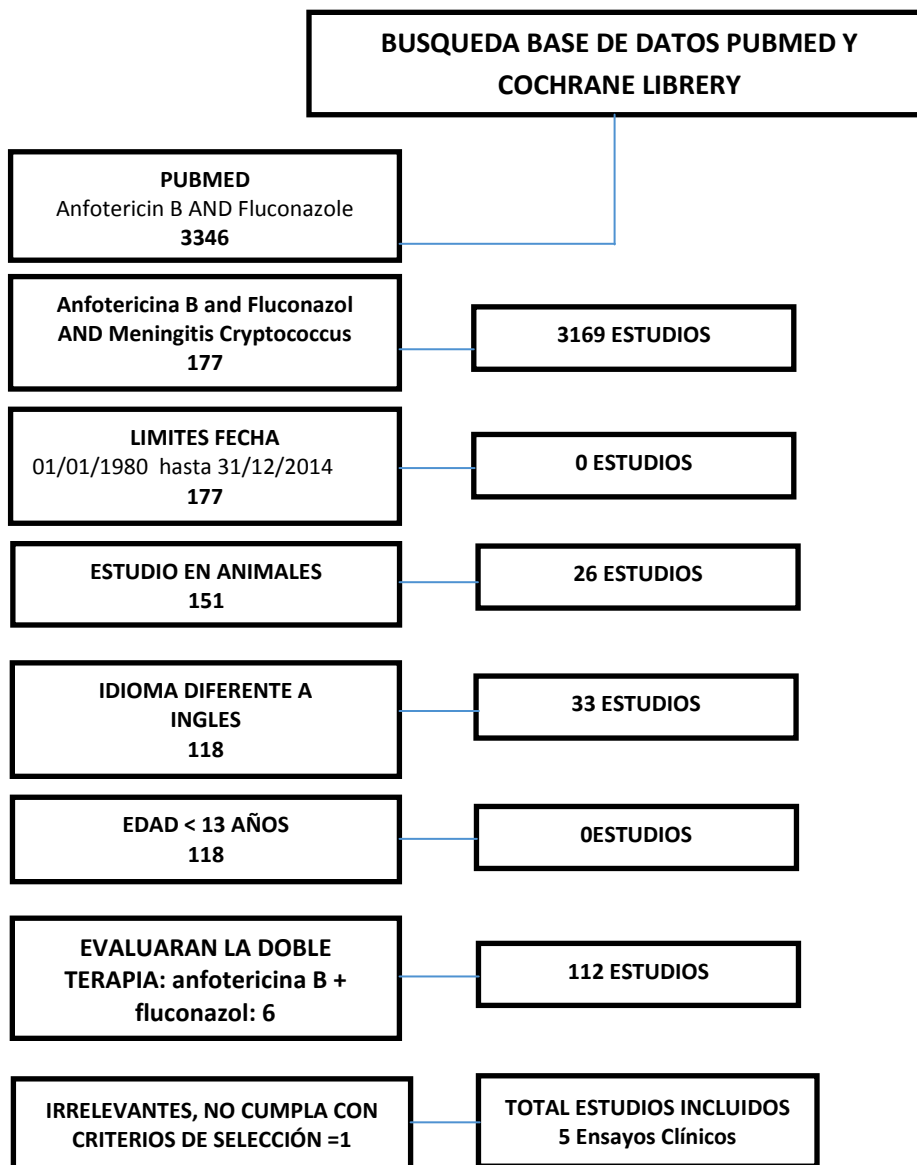 BUSQUEDA BASE DE DATOS PUBMED Y
COCHRANE LIBRERY
PUBMED
Anfotericin B AND Fluconazole
3346
Anfotericina B and Fluconazol
AND Meningitis Cryptococcus
177
3169 ESTUDIOS
LIMITES FECHA
01/01/1980 hasta 31/12/2014
177
0 ESTUDIOS
ESTUDIO EN ANIMALES
151
26 ESTUDIOS
IDIOMA DIFERENTE A
INGLES
118
33 ESTUDIOS
EDAD < 13 AÑOS
118
0ESTUDIOS
EVALUARAN LA DOBLE
TERAPIA: anfotericina B +
fluconazol: 6
112 ESTUDIOS
IRRELEVANTES, NO CUMPLA CON
CRITERIOS DE SELECCIÓN =1
TOTAL ESTUDIOS INCLUIDOS
5 Ensayos Clínicos